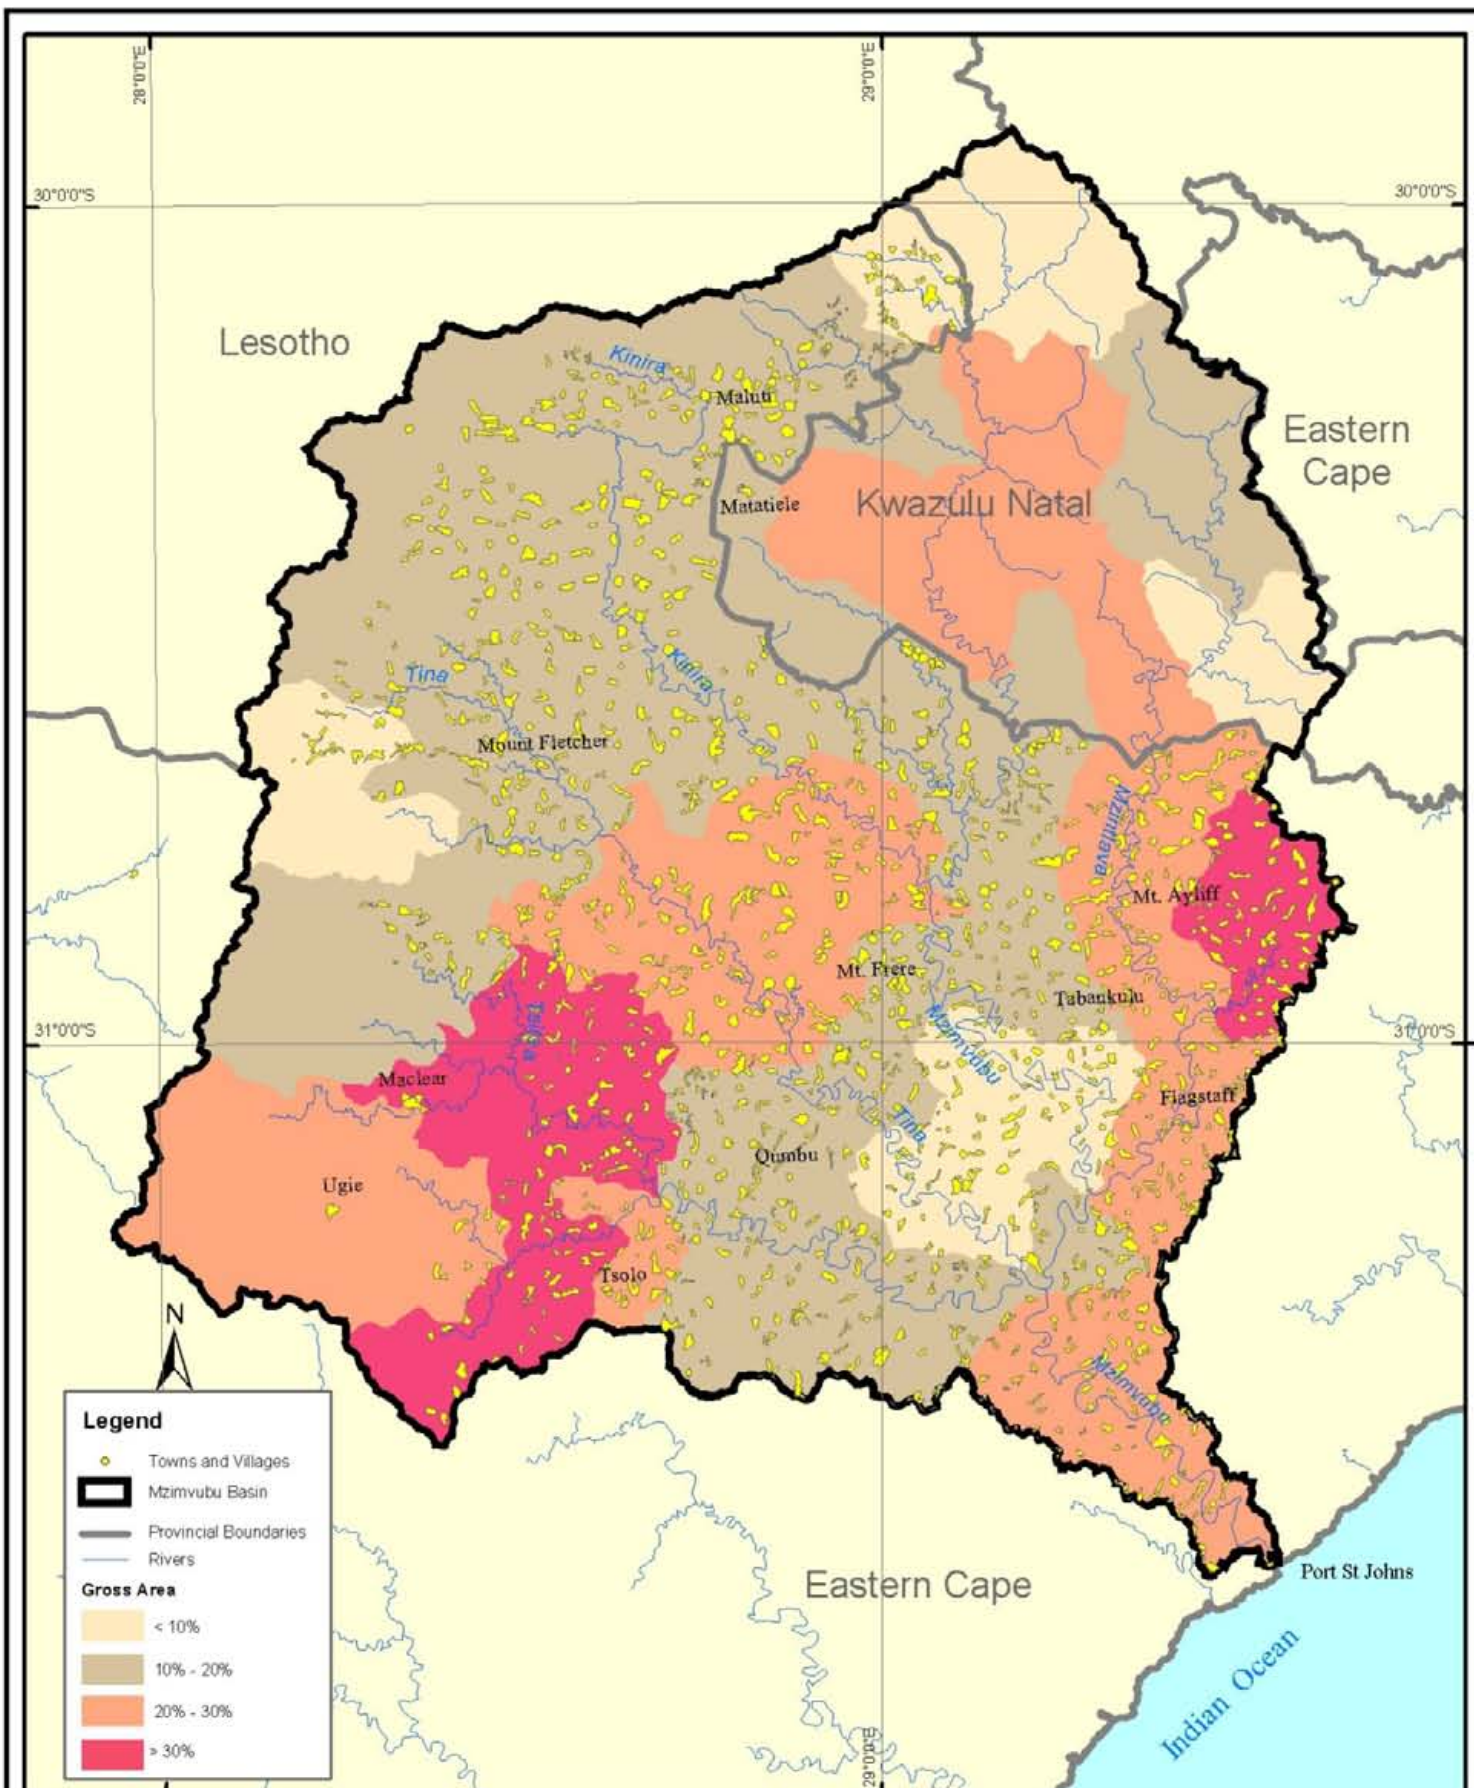 28°0'0"E
29°0'0"E
30°0'0"S
30°0'0"S
Lesotho
Kinira
Maluti
Eastern
Cape
Matatiele
Kwazulu Natal
Kinira
Tina
Mount Fletcher
Mzintlava
Mt. Ayliff
Mt. Frere
Tabankulu
Tsitsa
Mzimvubu
31°0'0"S
31°0'0"S
Maclear
Flagstaff
Tina
Qumbu
Ugie
Tsolo
N
Mzimvubu
Legend
Towns and Villages
Mzimvubu Basin
Provincial Boundaries
Rivers
Gross Area
< 10%
10% - 20%
20% - 30%
> 30%
Eastern Cape
Port St Johns
Indian Ocean
29°0'0"E